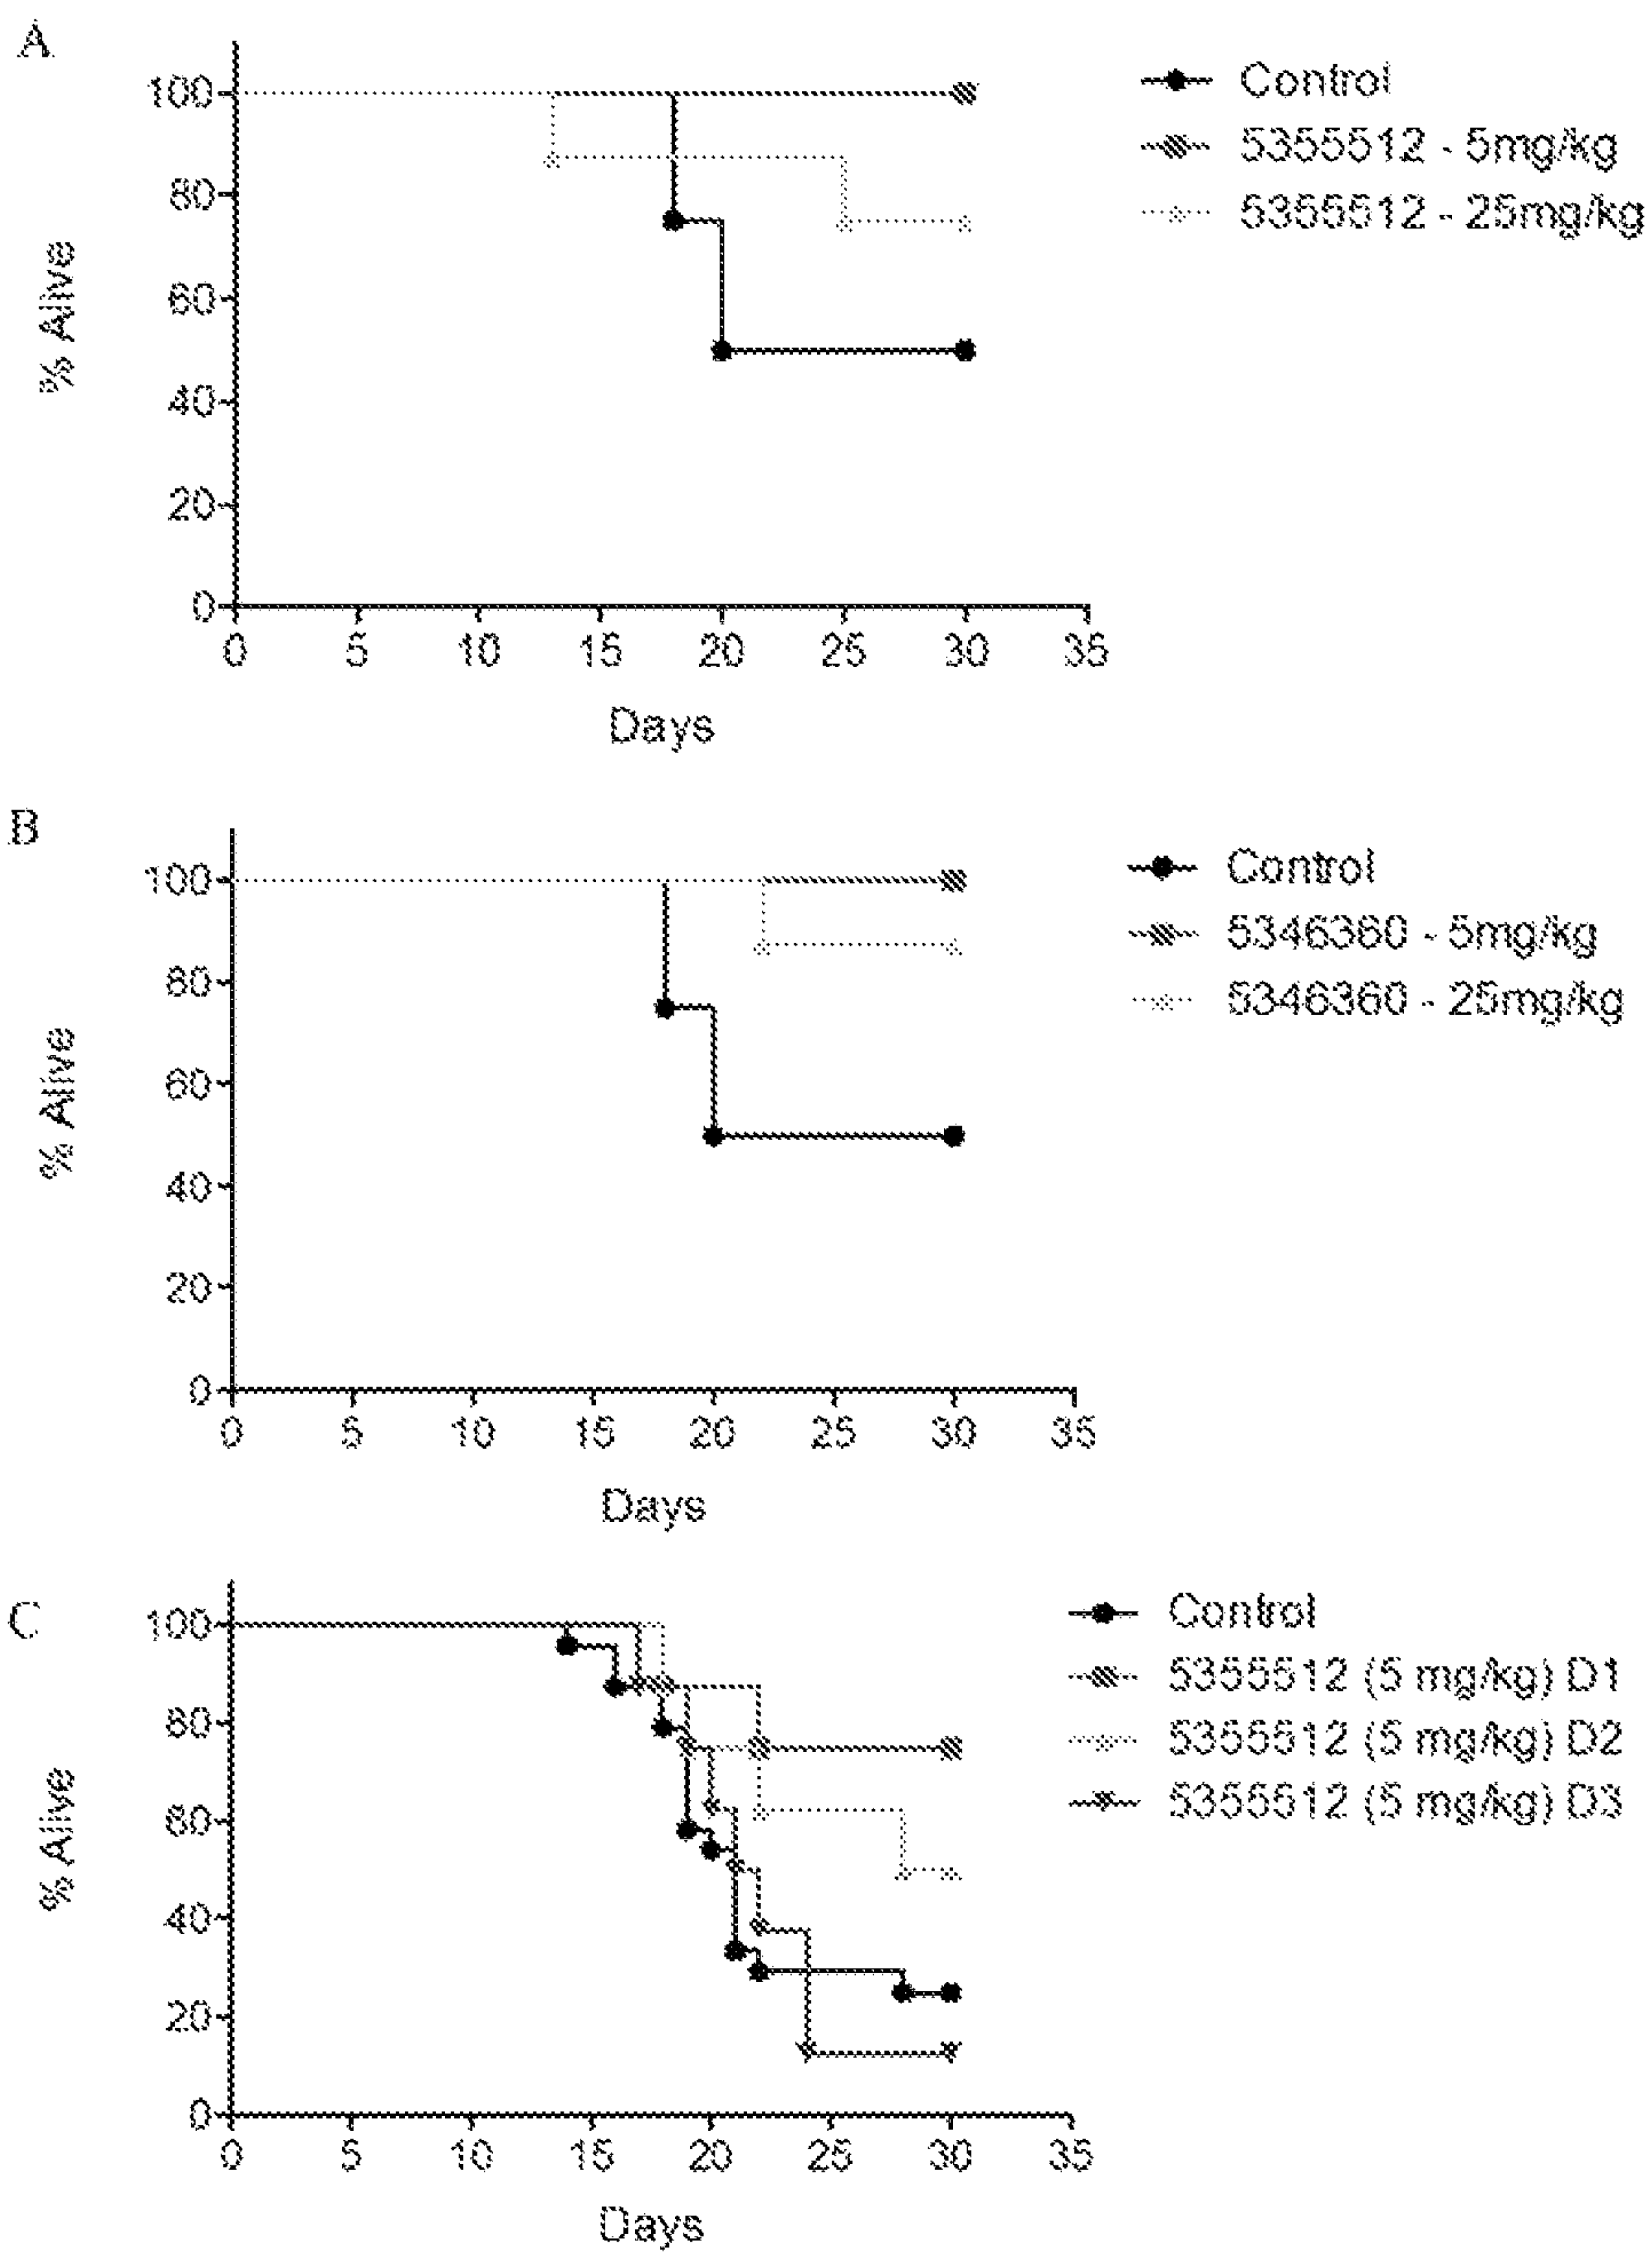 A
Control
5355512 - 5mg/kg
5355512 - 25mg/kg
100
80
60
40
20
0
% Alive
0 5 10 15 20 25 30 35
Days
B
Control
5346360 - 5mg/kg
5346360 - 25mg/kg
100
80
60
40
20
0
% Alive
0 5 10 15 20 25 30 35
Days
C
Control
5355512 (5 mg/kg) D1
5355512 (5 mg/kg) D2
5355512 (5 mg/kg) D3
100
80
60
40
20
0
% Alive
0 5 10 15 20 25 30 35
Days